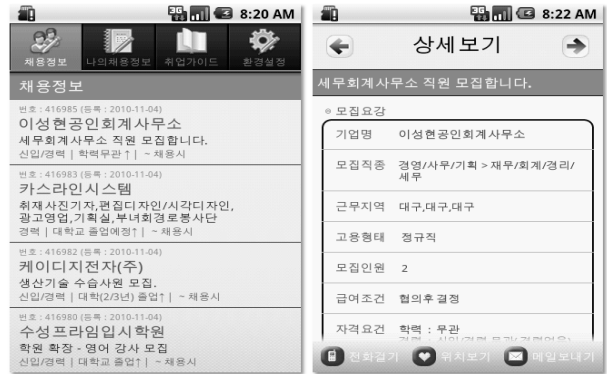 3G 8:20 AM
채용정보 나의채용정보 취업가이드 환경설정
채용정보
번호 : 416985 (등록 : 2010-11-04)
이성현공인회계사무소
세무회계사무소 직원 모집합니다.
신입/경력 | 학력무관↑ | ~ 채용시
번호 : 416983 (등록 : 2010-11-04)
카스라인시스템
취재사진기자,편집디자인/시각디자인,
광고영업,기획실,부녀회경로봉사단
경력 | 대학교 졸업예정↑ | ~ 채용시
번호 : 416982 (등록 : 2010-11-04)
케이디지전자(주)
생산기술 수습사원 모집.
신입/경력 | 대학(2/3년) 졸업↑ | ~ 채용시
번호 : 416980 (등록 : 2010-11-04)
수성프라임입시학원
학원 확장 - 영어 강사 모집
신입/경력 | 대학교 졸업↑ | ~ 채용시
3G 8:22 AM
상세보기
세무회계사무소 직원 모집합니다.
모집요강
기업명 이성현공인회계사무소
모집직종 경영/사무/기획 > 재무/회계/경리/
세무
근무지역 대구,대구,대구
고용형태 정규직
모집인원 2
급여조건 협의후 결정
자격요건 학력 : 무관
전화걸기 위치보기 메일보내기